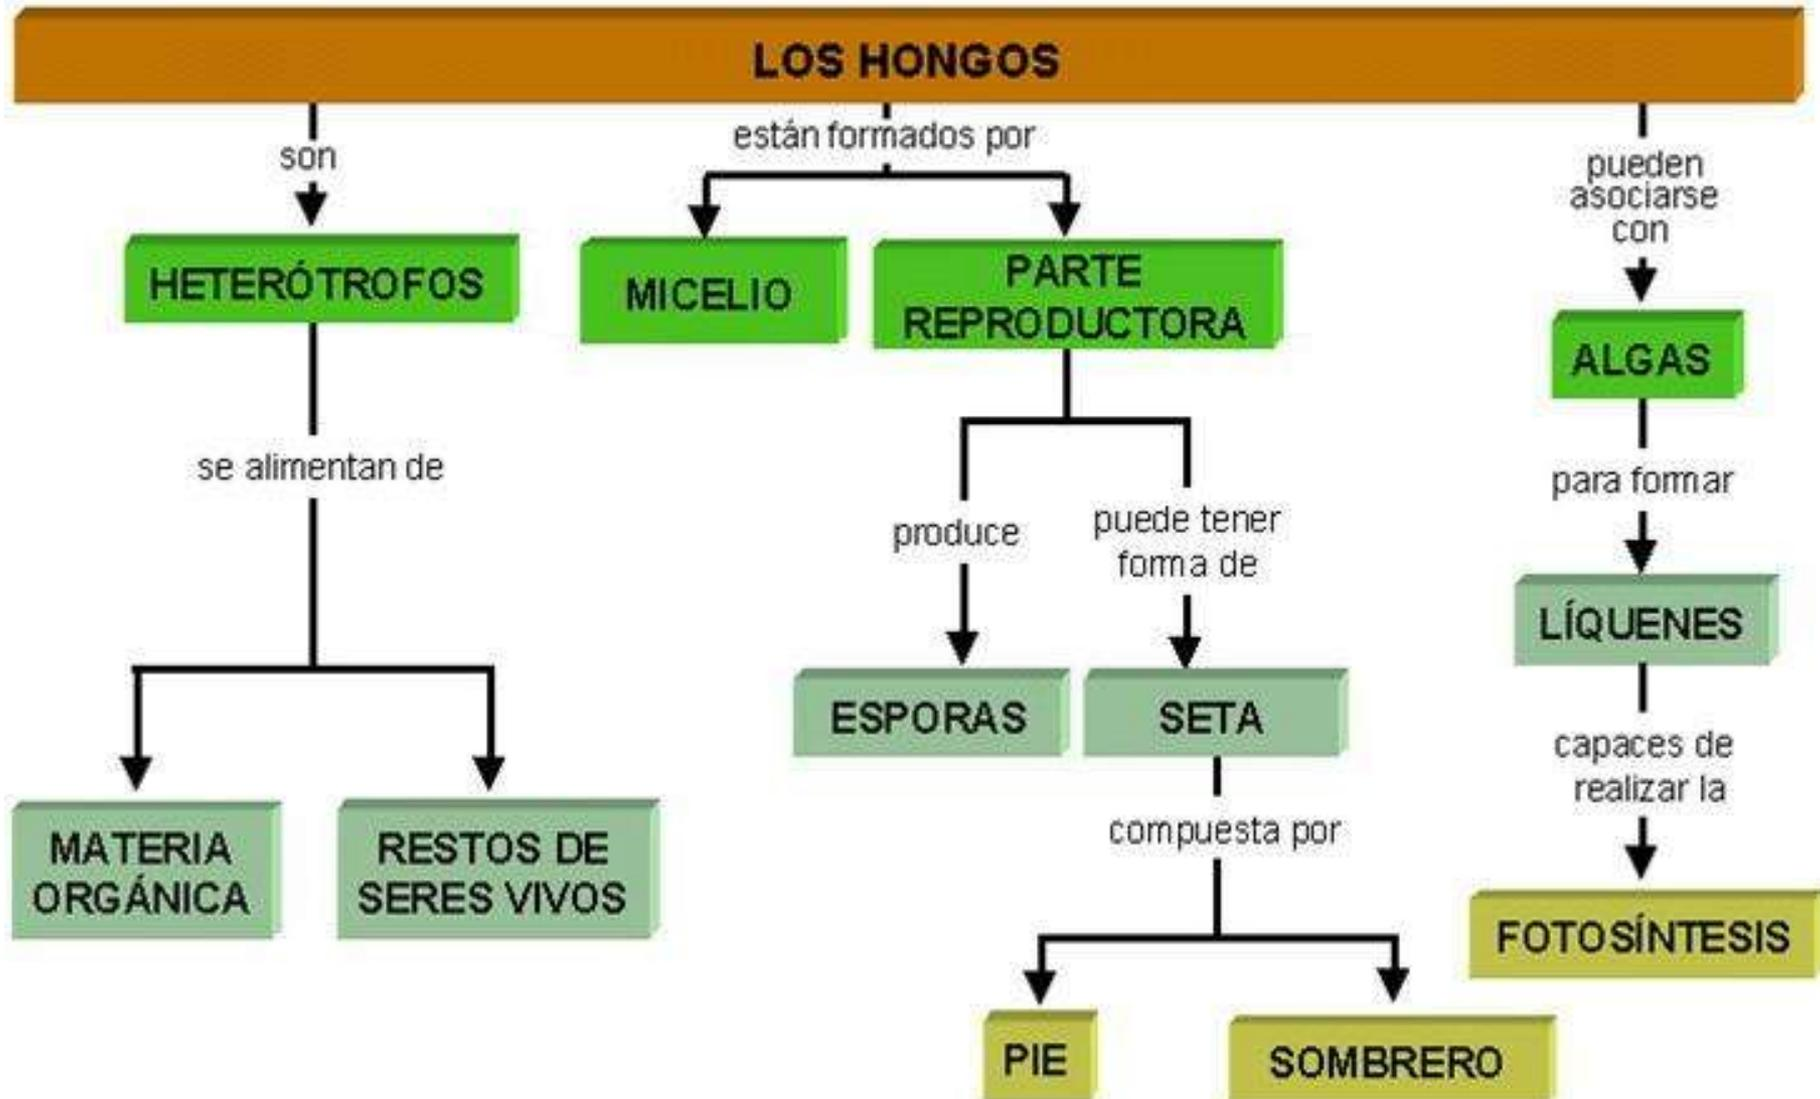 LOS HONGOS
son
están formados por
pueden
asociarse
con
HETERÓTROFOS
MICELIO
PARTE
REPRODUCTORA
ALGAS
se alimentan de
produce
puede tener
forma de
para formar
LÍQUENES
ESPORAS
SETA
capaces de
realizar la
MATERIA
ORGÁNICA
RESTOS DE
SERES VIVOS
compuesta por
FOTOSÍNTESIS
PIE
SOMBRERO